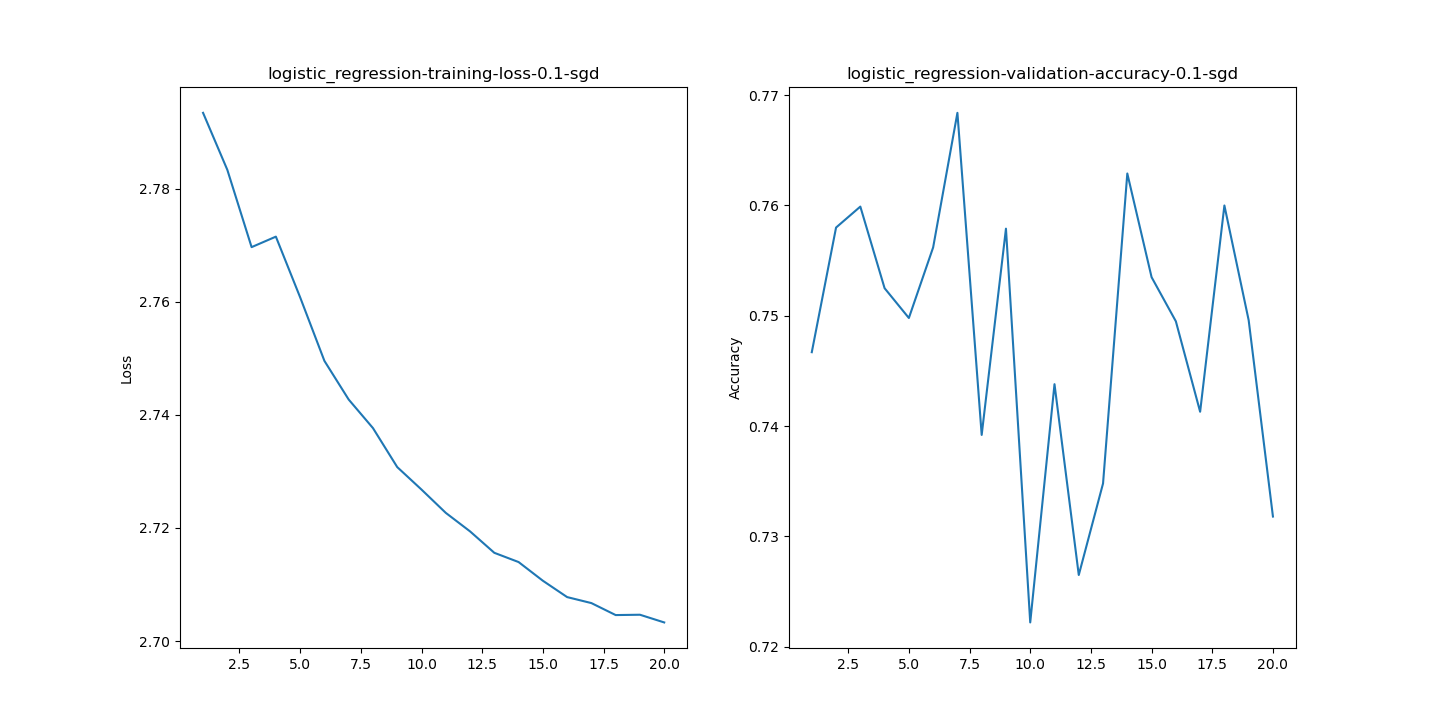 logistic_regression-training-loss-0.1-sgd
Loss
2.78
2.76
2.74
2.72
2.70
2.5 5.0 7.5 10.0 12.5 15.0 17.5 20.0
logistic_regression-validation-accuracy-0.1-sgd
Accuracy
0.77
0.76
0.75
0.74
0.73
0.72
2.5 5.0 7.5 10.0 12.5 15.0 17.5 20.0